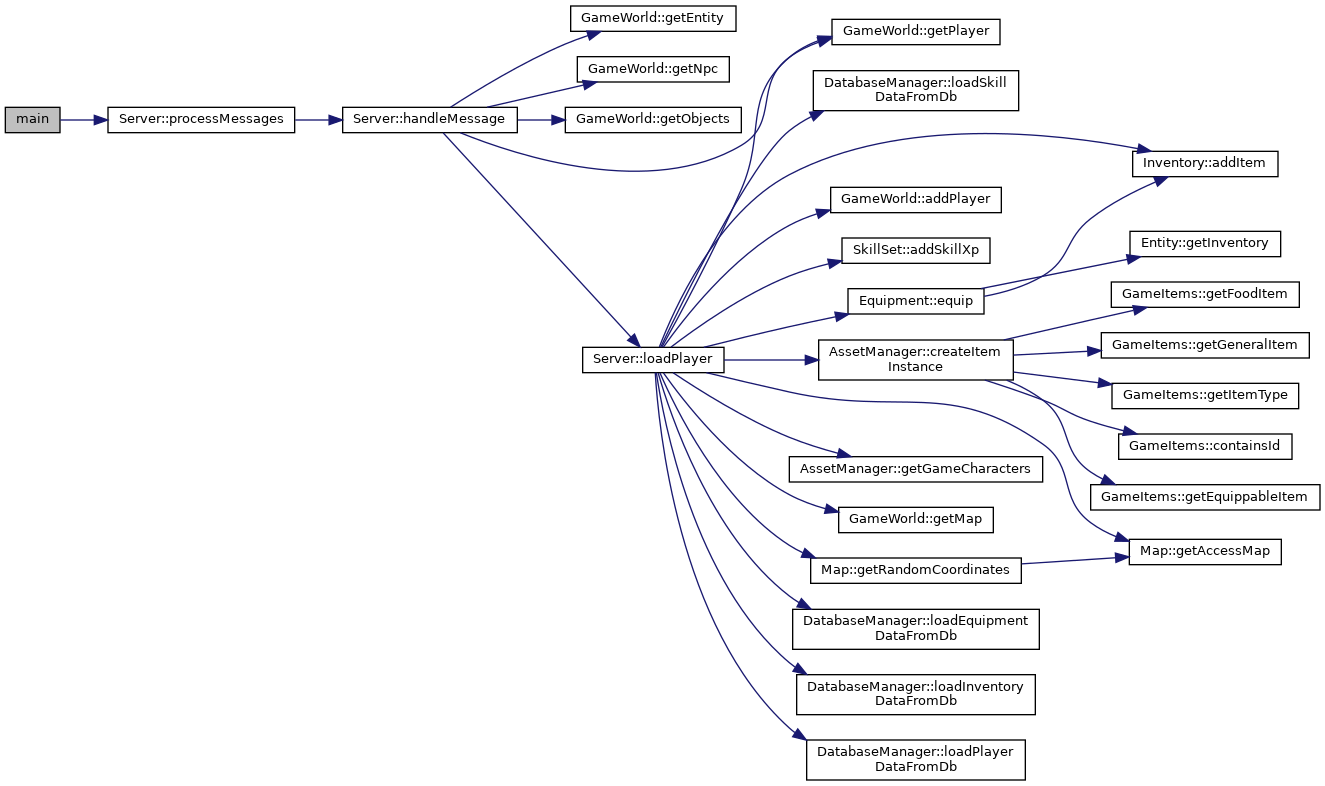 main
Server::processMessages
Server::handleMessage
GameWorld::getEntity
GameWorld::getNpc
GameWorld::getObjects
Server::loadPlayer
GameWorld::getPlayer
DatabaseManager::loadSkill
DataFromDb
GameWorld::addPlayer
SkillSet::addSkillXp
Equipment::equip
AssetManager::createItem
Instance
AssetManager::getGameCharacters
GameWorld::getMap
Map::getRandomCoordinates
DatabaseManager::loadEquipment
DataFromDb
DatabaseManager::loadInventory
DataFromDb
DatabaseManager::loadPlayer
DataFromDb
Inventory::addItem
Entity::getInventory
GameItems::getFoodItem
GameItems::getGeneralItem
GameItems::getItemType
GameItems::containsId
GameItems::getEquippableItem
Map::getAccessMap